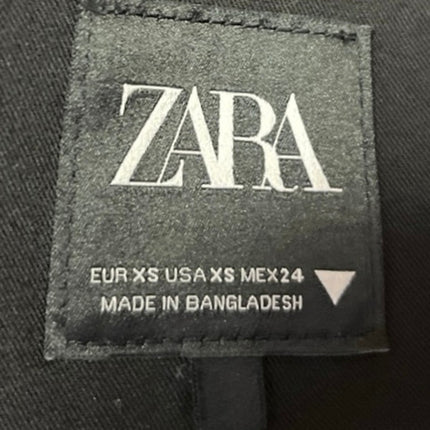 ZARA
EUR XS USA XS MEX 24
MADE IN BANGLADESH